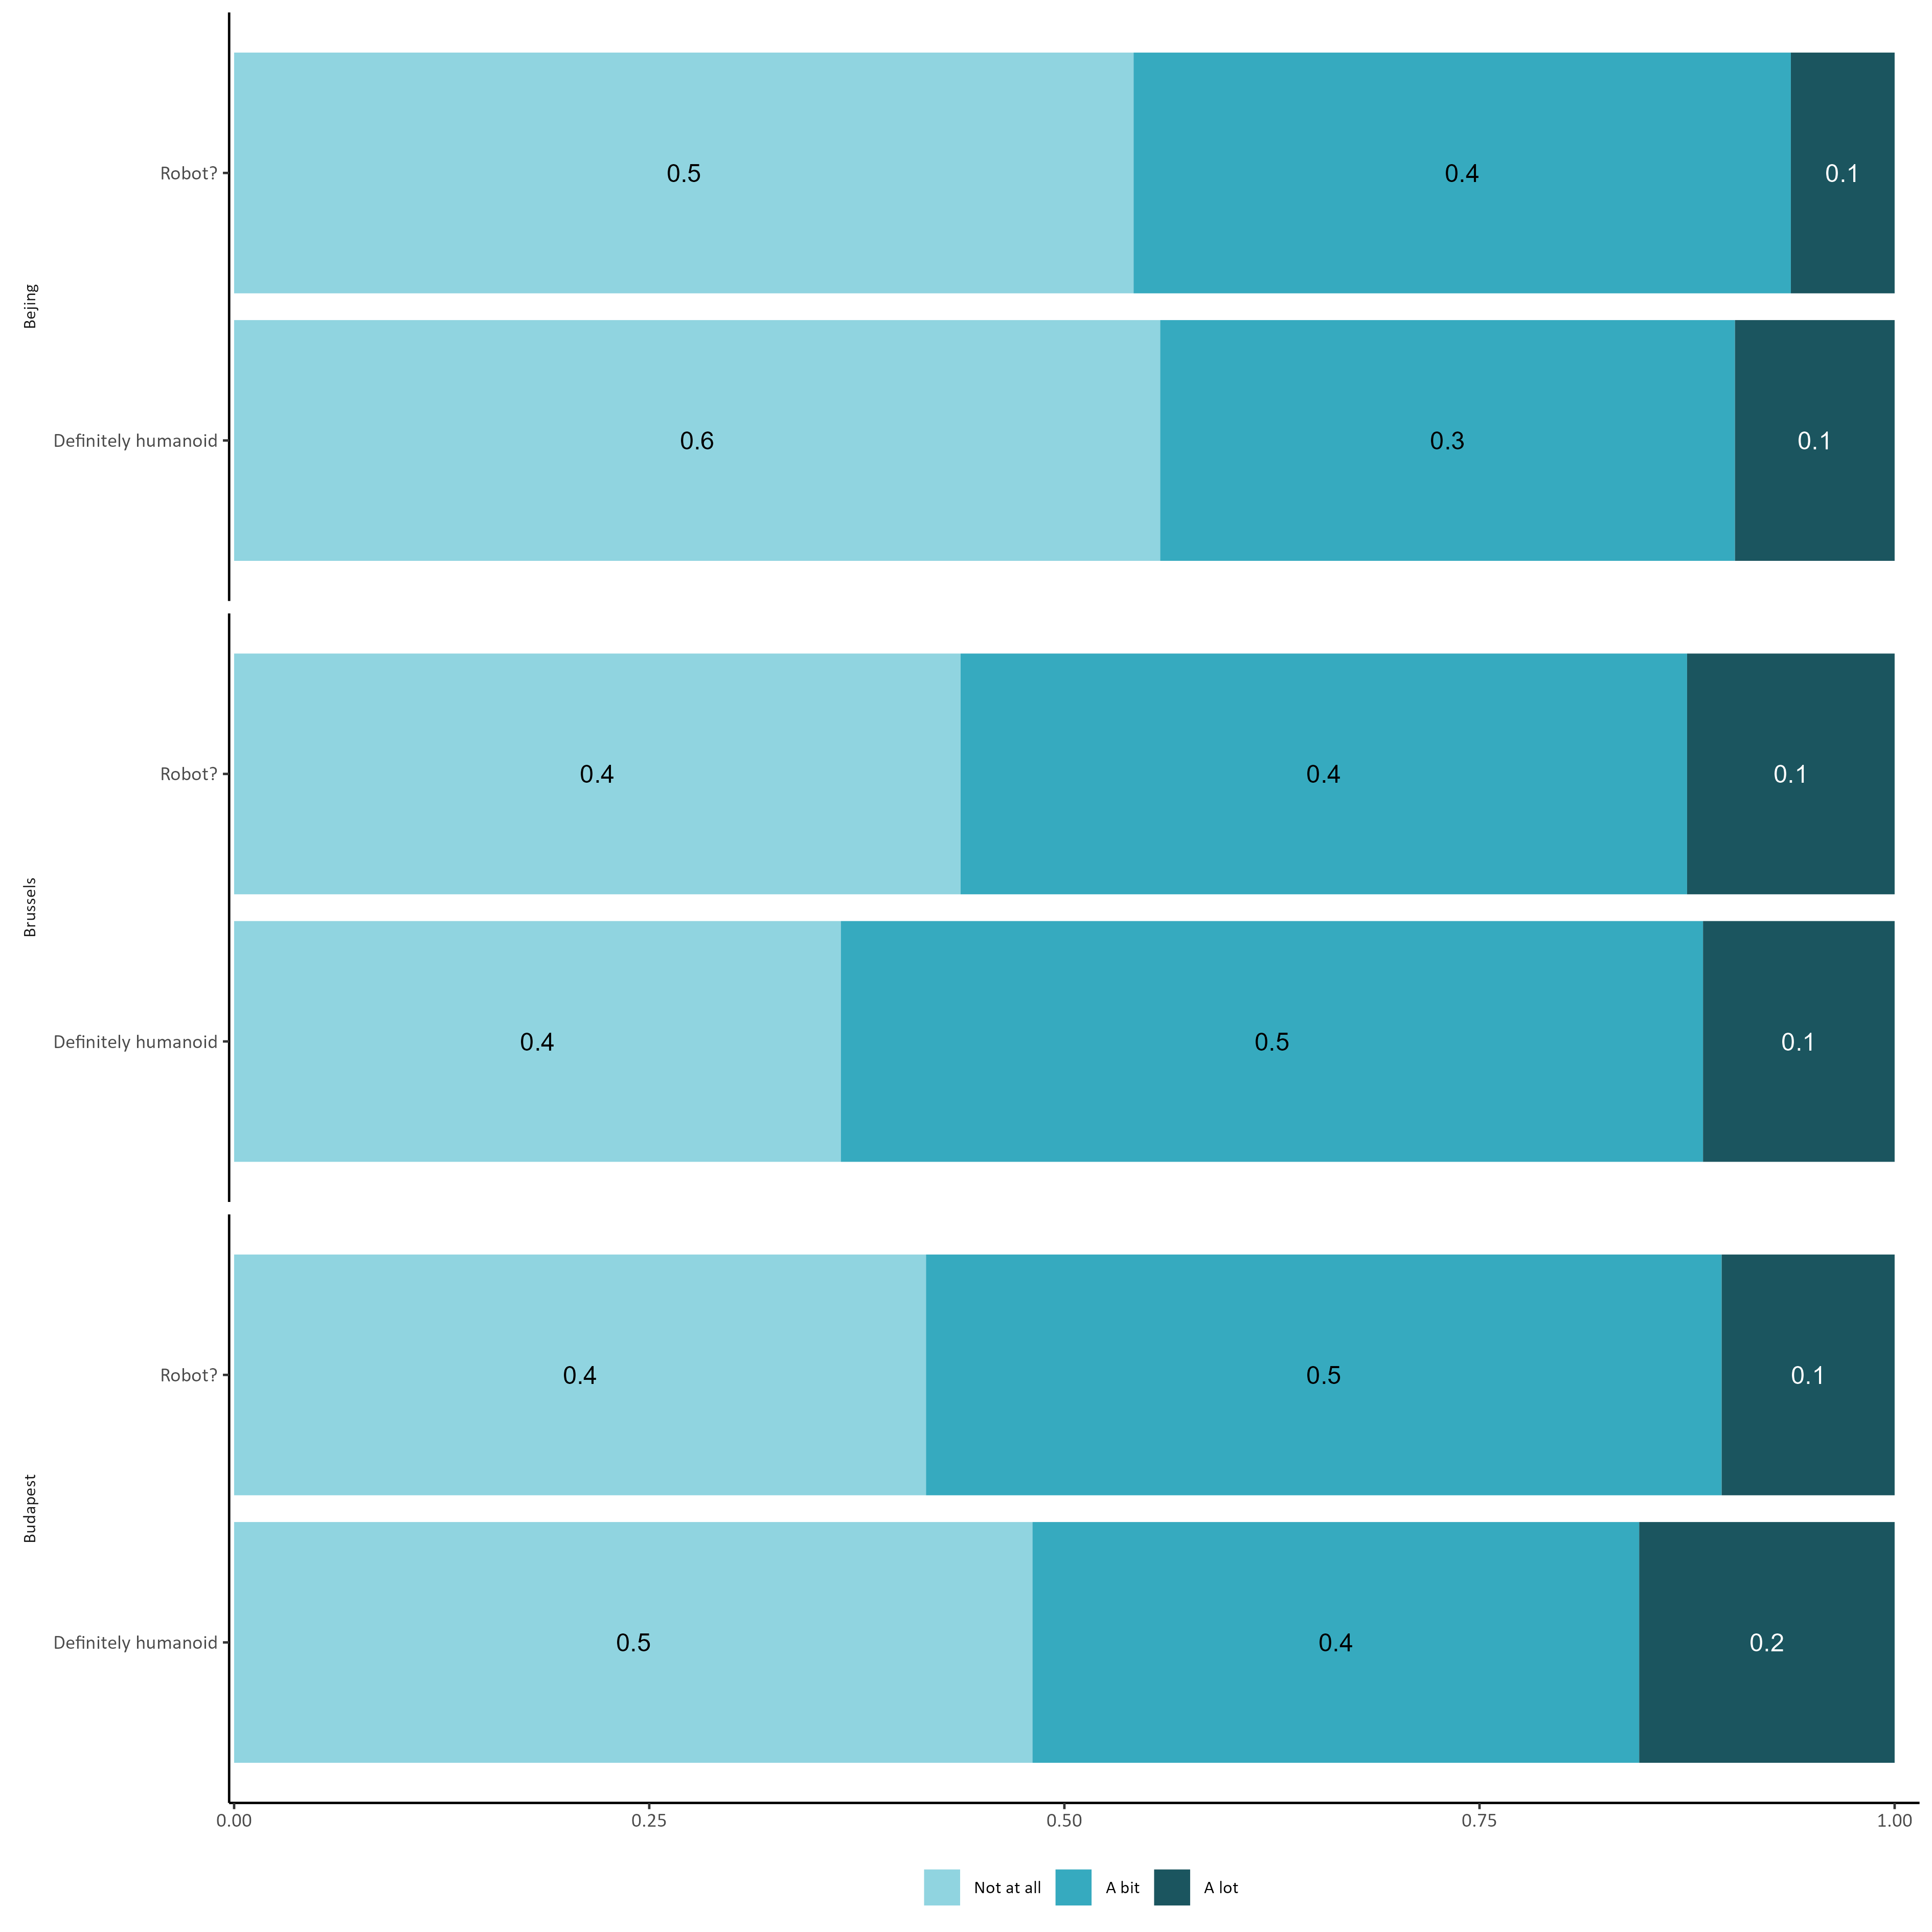 Bejing
Robot?
0.5 0.4 0.1
Definitely humanoid
0.6 0.3 0.1
Brussels
Robot?
0.4 0.4 0.1
Definitely humanoid
0.4 0.5 0.1
Budapest
Robot?
0.4 0.5 0.1
Definitely humanoid
0.5 0.4 0.2
0.00 0.25 0.50 0.75 1.00
Not at all A bit A lot